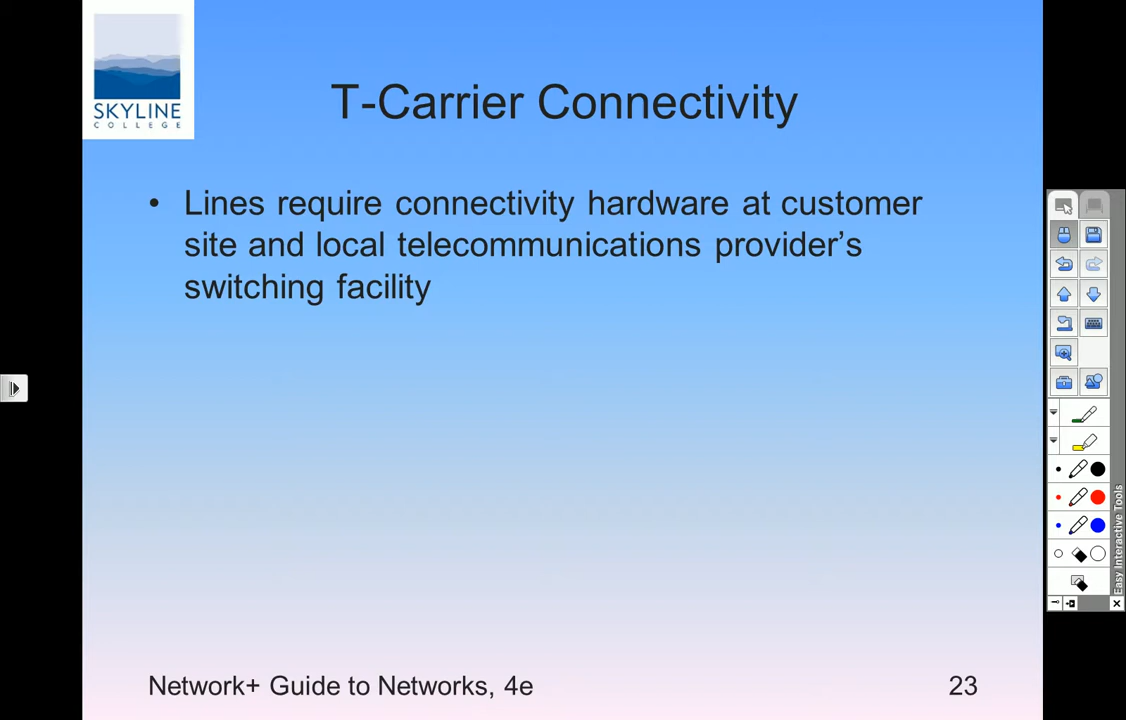 SKYLINE
COLLEGE
T-Carrier Connectivity
• Lines require connectivity hardware at customer
site and local telecommunications provider’s
switching facility
Network+ Guide to Networks, 4e
23
Easy Interactive Tools